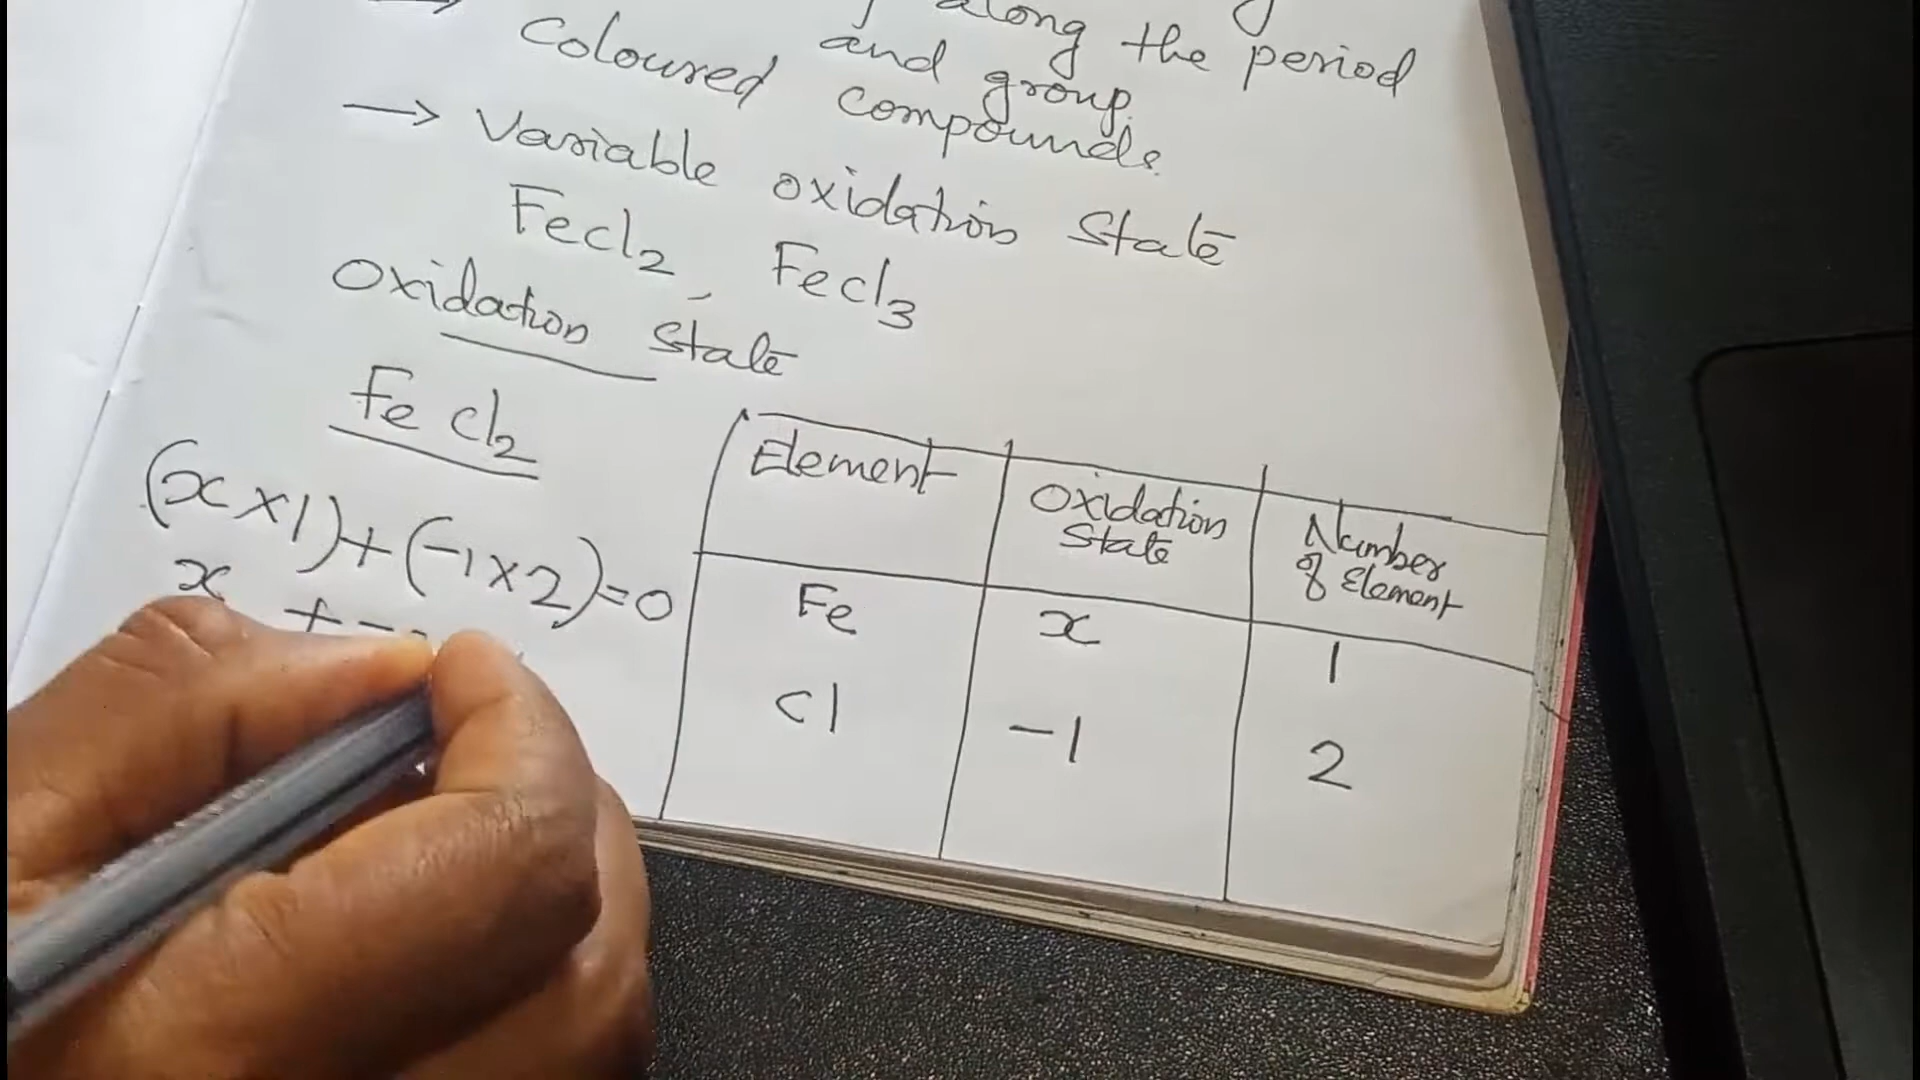 along the period
and group.
Coloured compounds.
→ Variable oxidation State
Fecl2, Fecl3
Oxidation State
Fe Cl2
(x×1)+(-1×2)=0
x + -
Element Oxidation State Number of Element
Fe x 1
Cl -1 2